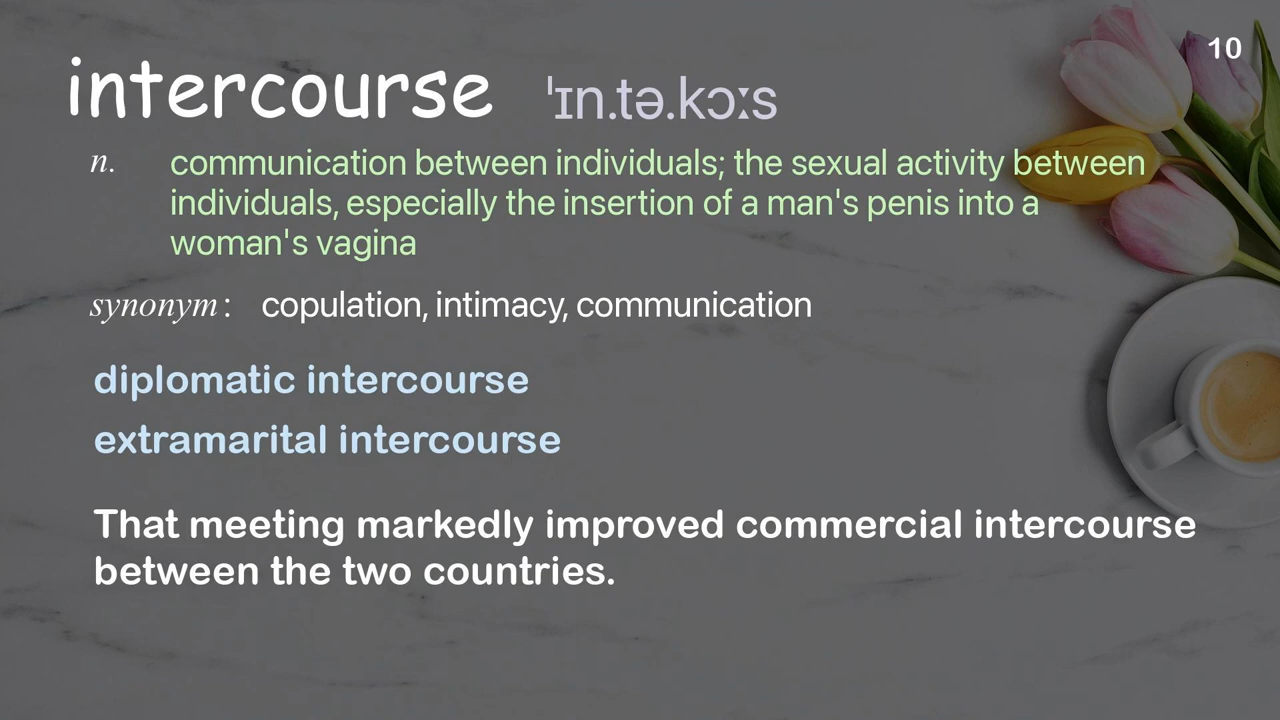 10
intercourse ˈɪn.tə.kɔːs
n. communication between individuals; the sexual activity between
individuals, especially the insertion of a man's penis into a
woman's vagina
synonym: copulation, intimacy, communication
diplomatic intercourse
extramarital intercourse
That meeting markedly improved commercial intercourse
between the two countries.